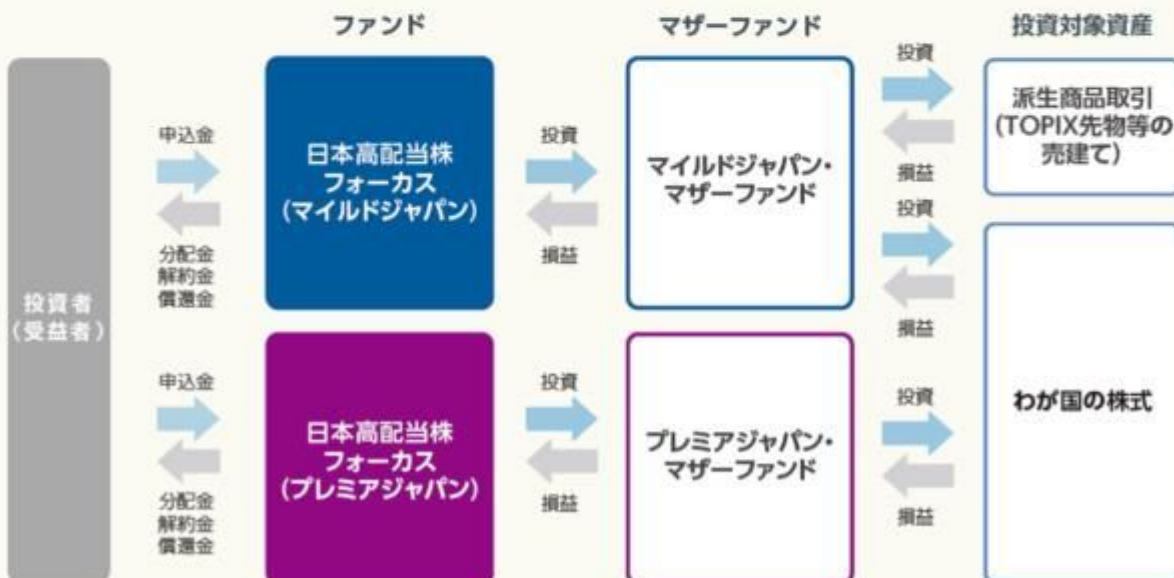 ファンド
マザーファンド
投資対象資産
投資者
(受益者)
申込金
分配金
解約金
償還金
日本高配当株
フォーカス
(マイルドジャパン)
投資
損益
マイルドジャパン・
マザーファンド
投資
損益
派生商品取引
(TOPIX先物等の
売建て)
投資
損益
申込金
分配金
解約金
償還金
日本高配当株
フォーカス
(プレミアジャパン)
投資
損益
プレミアジャパン・
マザーファンド
投資
損益
わが国の株式